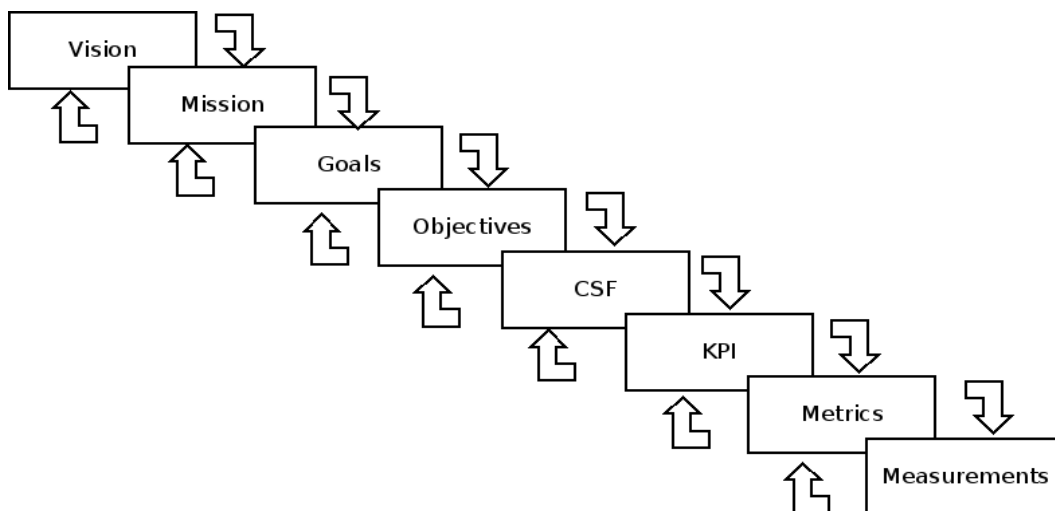 Vision
Mission
Goals
Objectives
CSF
KPI
Metrics
Measurements